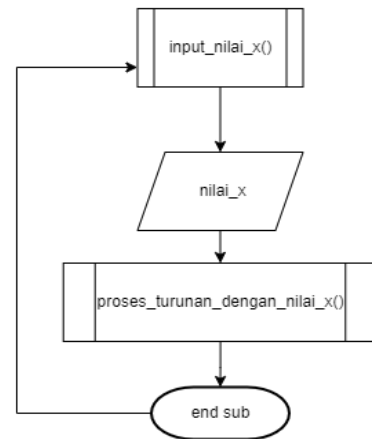 input_nilai_x()
nilai_x
proses_turunan_dengan_nilai_x()
end sub